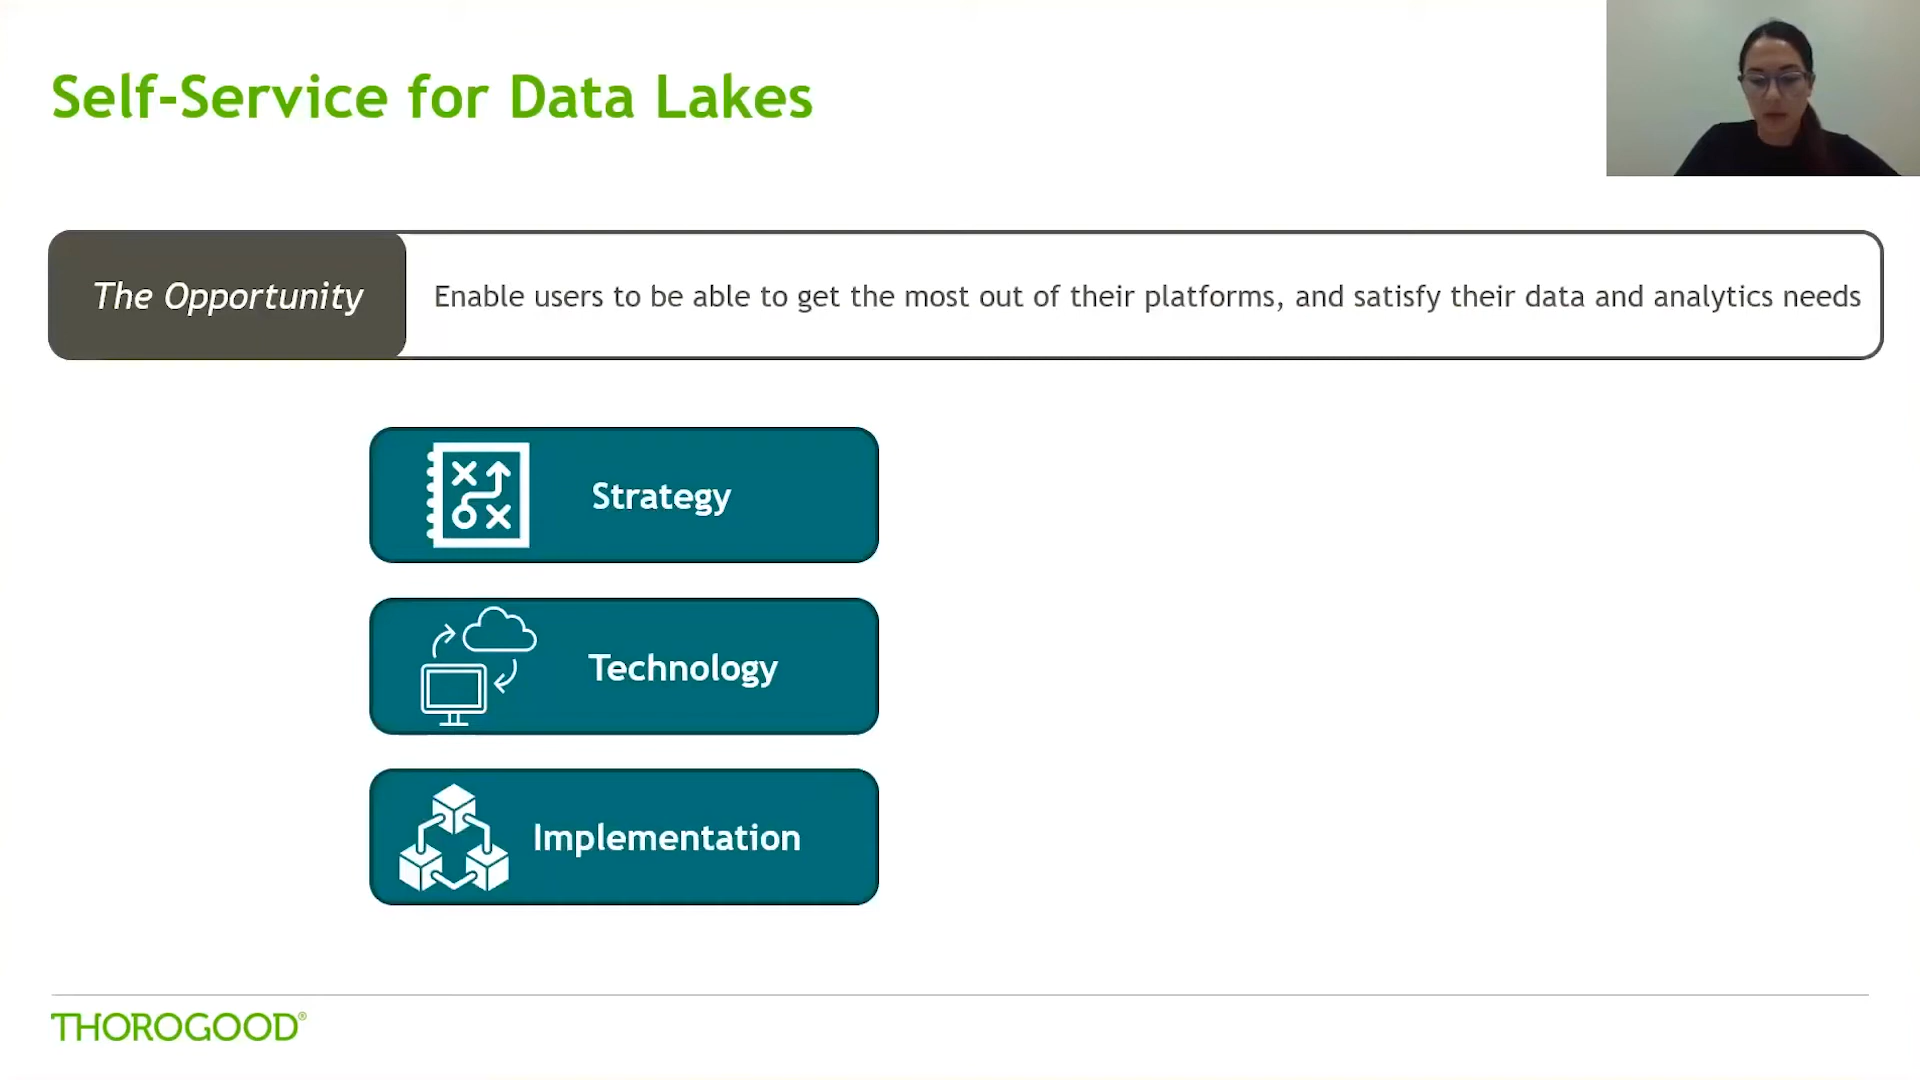 Self-Service for Data Lakes
The Opportunity
Enable users to be able to get the most out of their platforms, and satisfy their data and analytics needs
Strategy
Technology
Implementation
THOROGOOD®